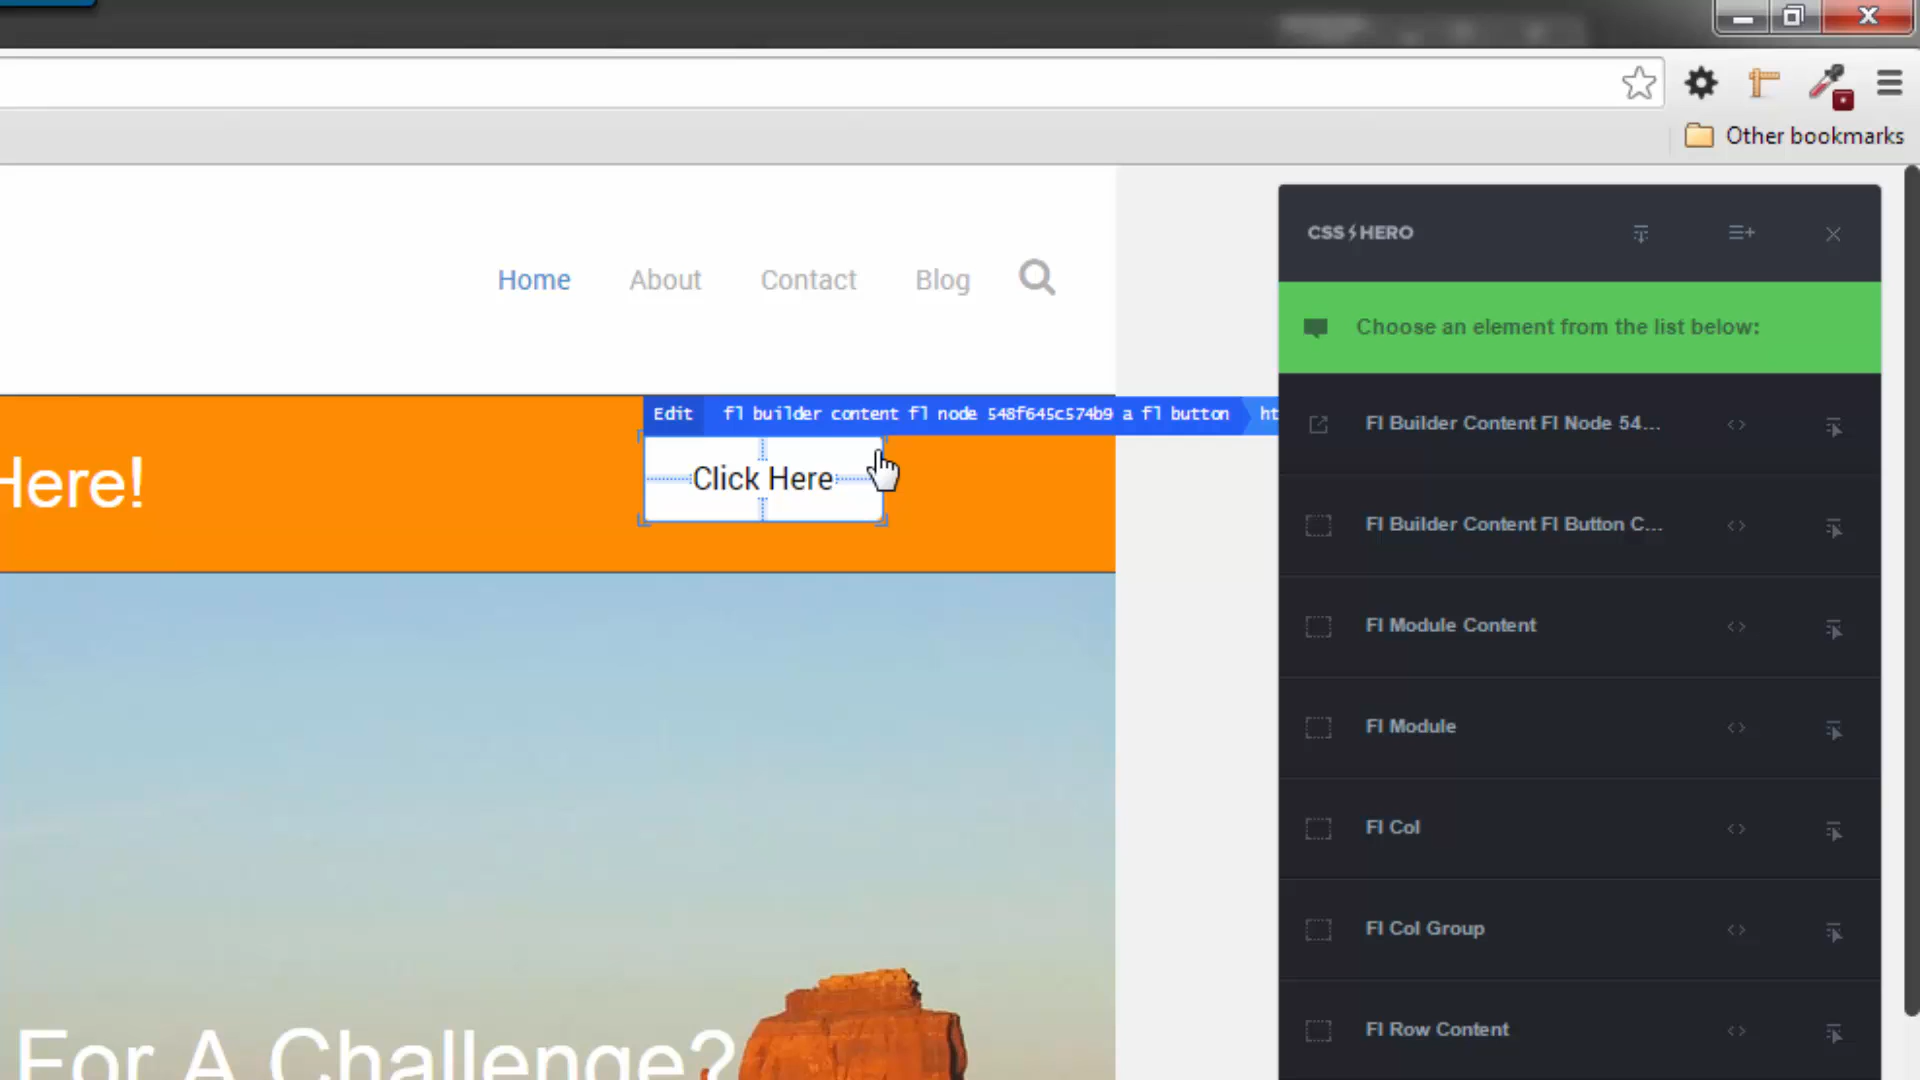 Other bookmarks
CSS HERO
Home About Contact Blog
Choose an element from the list below:
Edit fl builder content fl node 548f645c574b9 a fl button ht
Here!
Click Here
Fl Builder Content Fl Node 54...
Fl Builder Content Fl Button C...
Fl Module Content
Fl Module
Fl Col
Fl Col Group
Fl Row Content
For A Challenge?